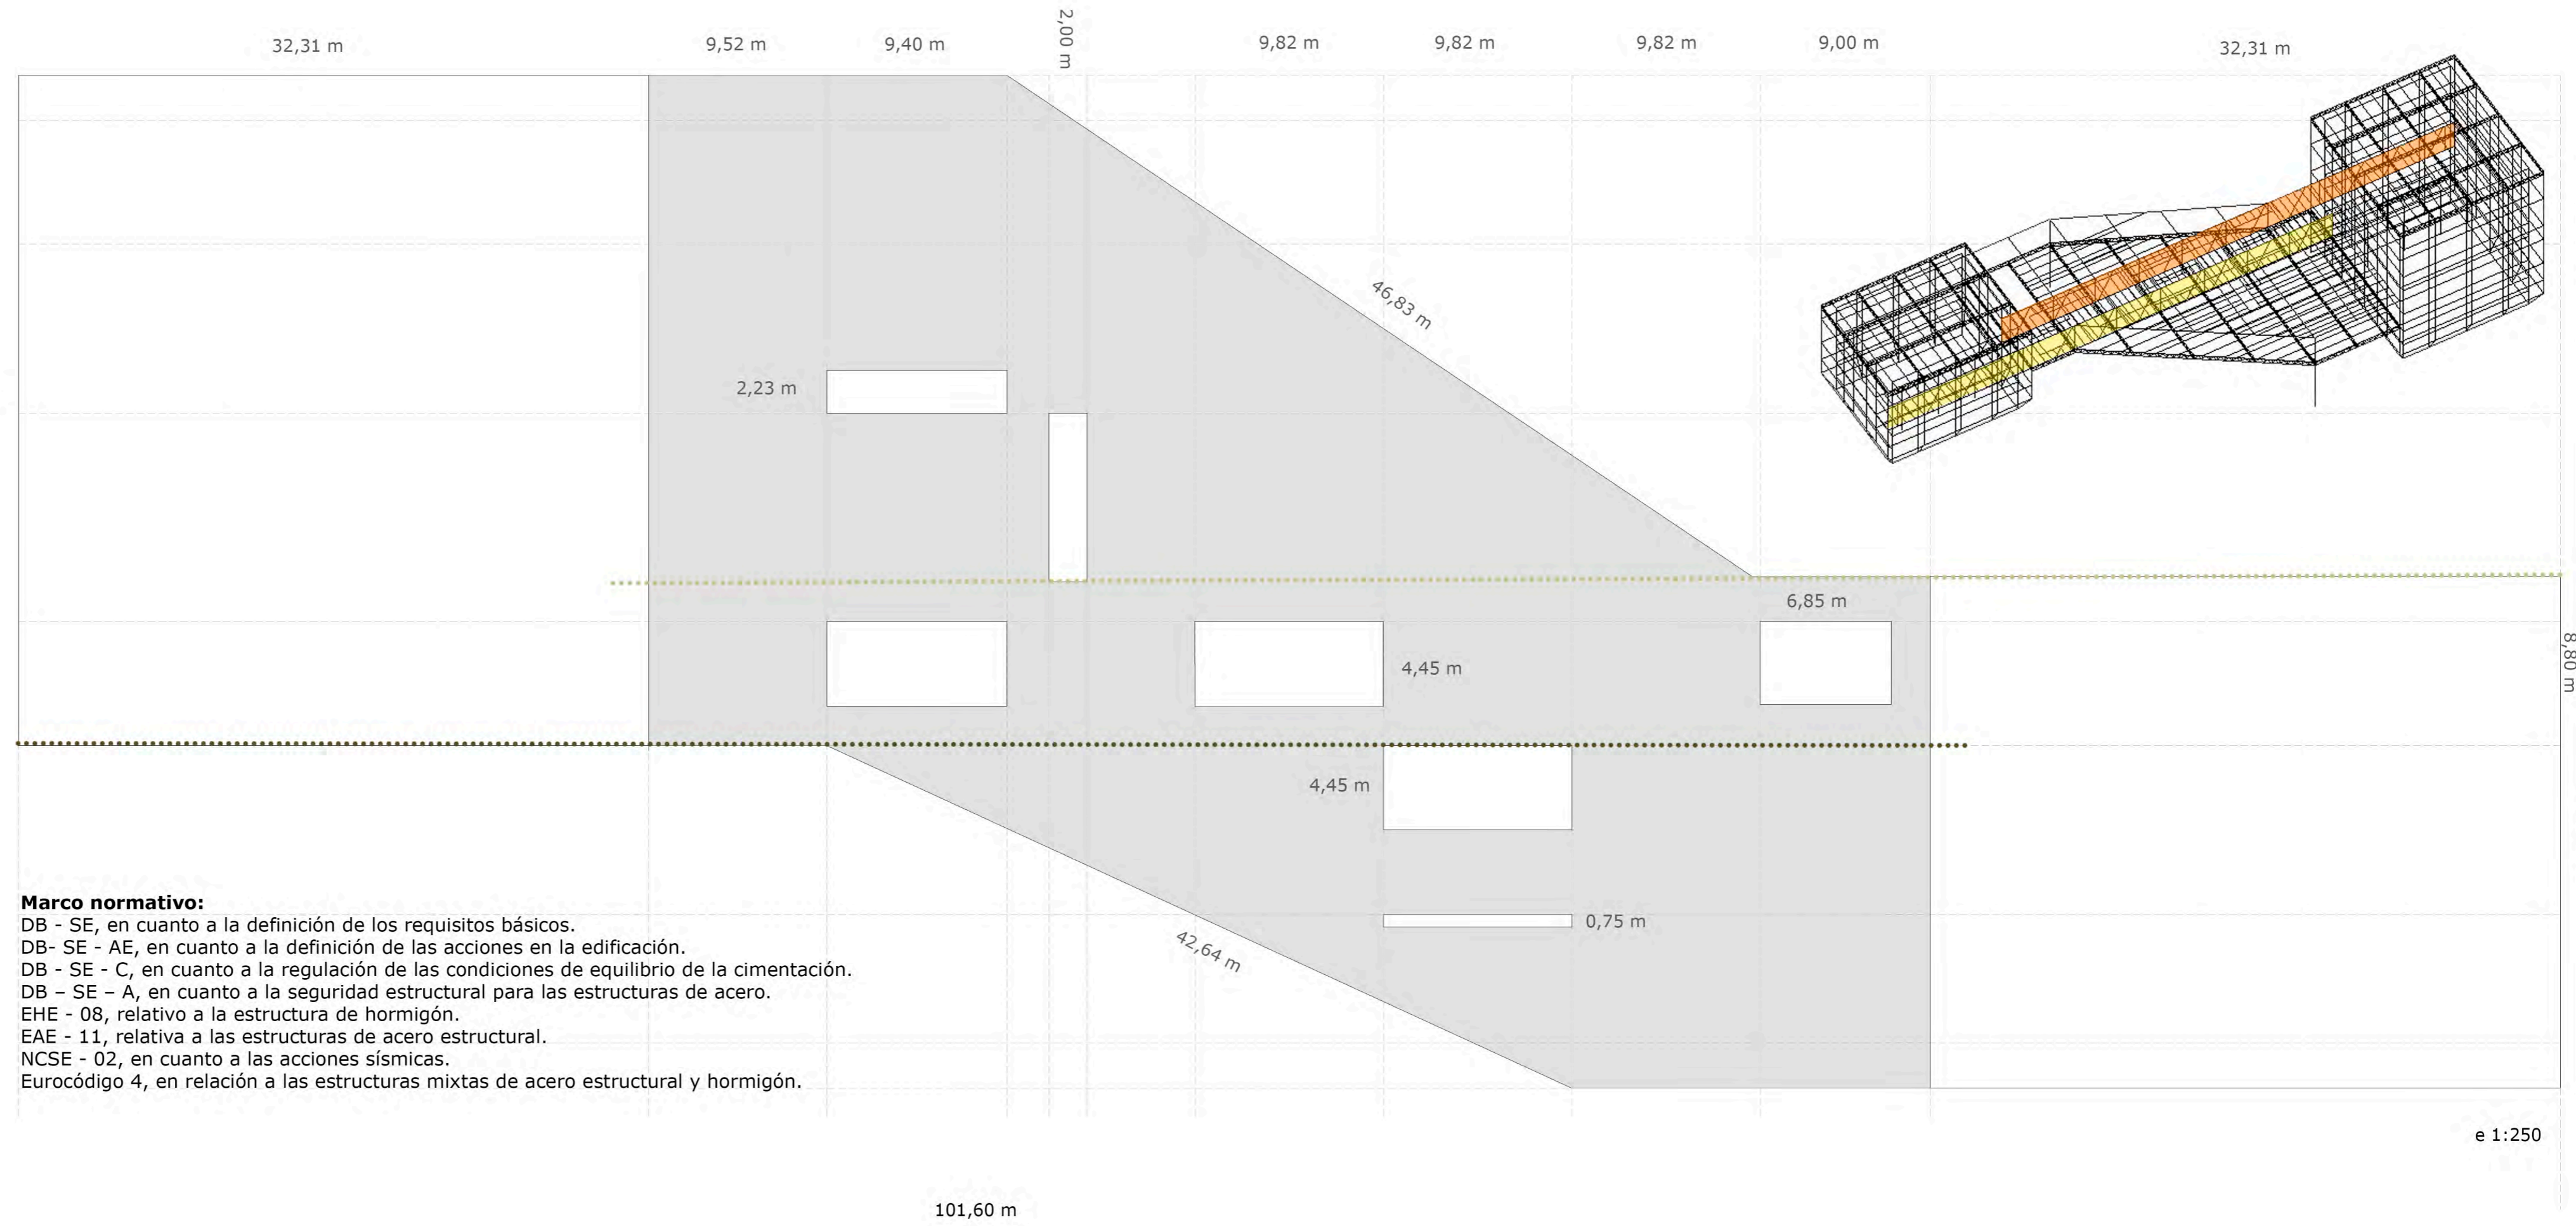 32,31 m
9,52 m
9,40 m
2,00 m
9,82 m
9,82 m
9,82 m
9,00 m
32,31 m
46,83 m
2,23 m
6,85 m
8,80 m
4,45 m
4,45 m
0,75 m
42,64 m
Marco normativo:
DB - SE, en cuanto a la definición de los requisitos básicos.
DB- SE - AE, en cuanto a la definición de las acciones en la edificación.
DB - SE - C, en cuanto a la regulación de las condiciones de equilibrio de la cimentación.
DB – SE – A, en cuanto a la seguridad estructural para las estructuras de acero.
EHE - 08, relativo a la estructura de hormigón.
EAE - 11, relativa a las estructuras de acero estructural.
NCSE - 02, en cuanto a las acciones sísmicas.
Eurocódigo 4, en relación a las estructuras mixtas de acero estructural y hormigón.
e 1:250
101,60 m